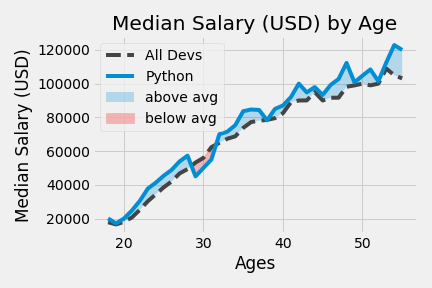 Median Salary (USD) by Age
All Devs
Python
above avg
below avg
120000
100000
80000
60000
40000
20000
Median Salary (USD)
20
30
40
50
Ages